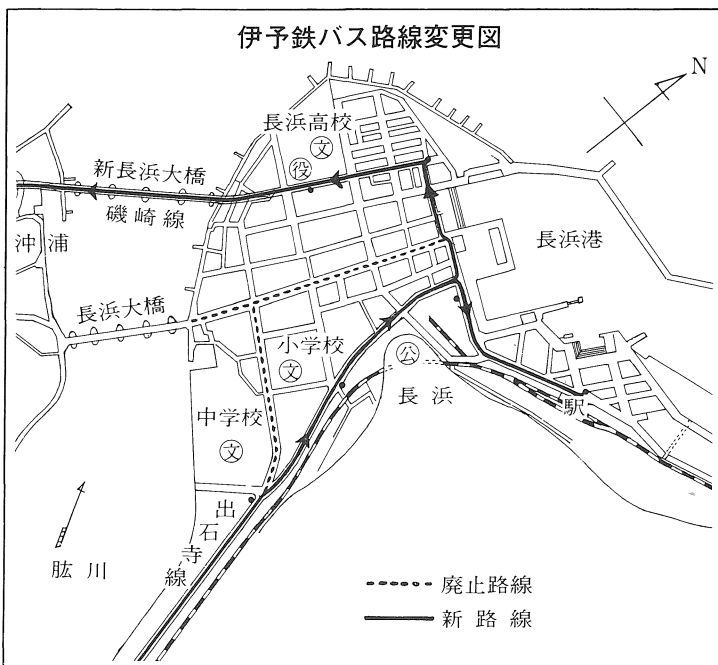 伊予鉄バス路線変更図
N
長浜高校
文
役
新長浜大橋
磯崎線
沖浦
長浜港
長浜大橋
小学校
文
公
長浜
駅
中学校
文
出石寺線
肱川
廃止路線
新路線